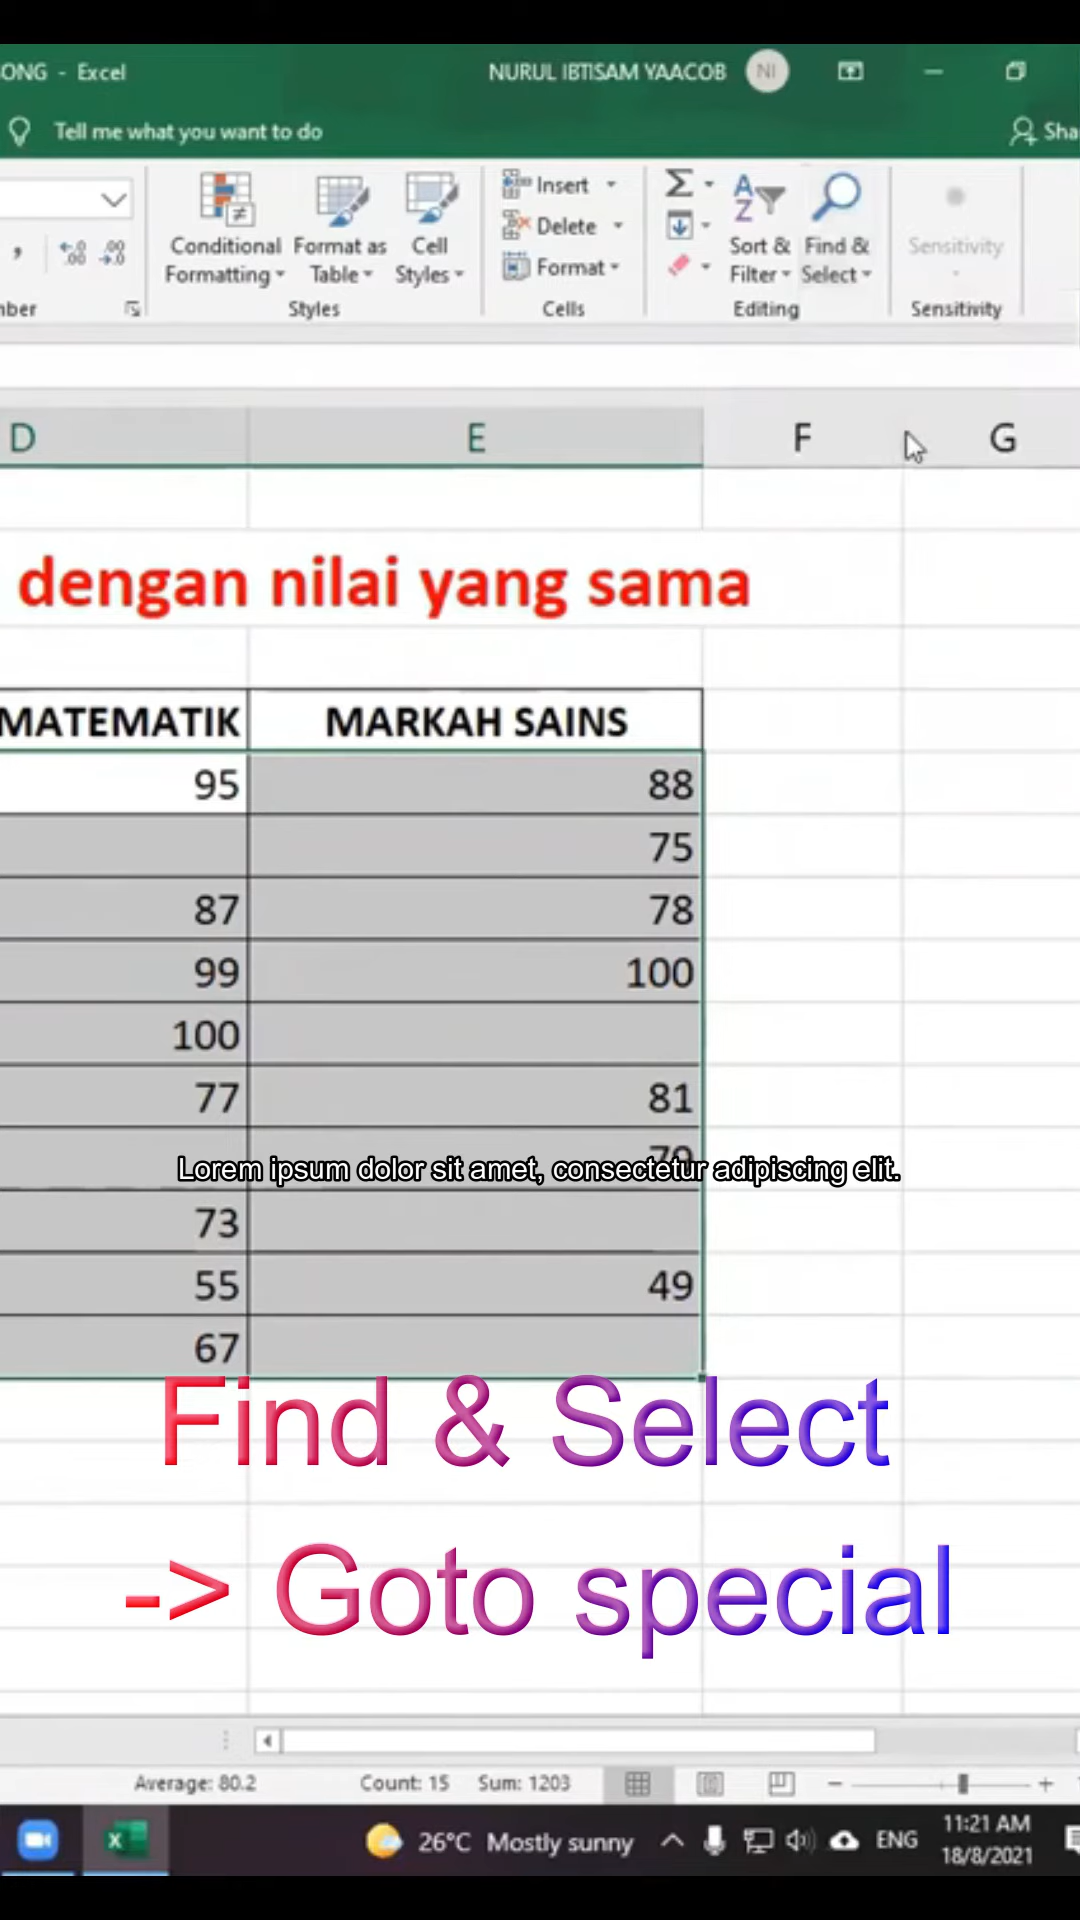 ONG - Excel
NURUL IBTISAM YAACOB
NI
Tell me what you want to do
Sha
Conditional Formatting
Format as Table
Cell Styles
Insert
Delete
Format
Sort & Filter
Find & Select
Sensitivity
mber
Styles
Cells
Editing
Sensitivity
D E F G
dengan nilai yang sama
MATEMATIK MARKAH SAINS
95 88
75
87 78
99 100
100
77 81
79
Lorem ipsum dolor sit amet, consectetur adipiscing elit.
73
55 49
67
Find & Select
-> Goto special
Average: 80.2 Count: 15 Sum: 1203
26°C Mostly sunny
ENG
11:21 AM
18/8/2021